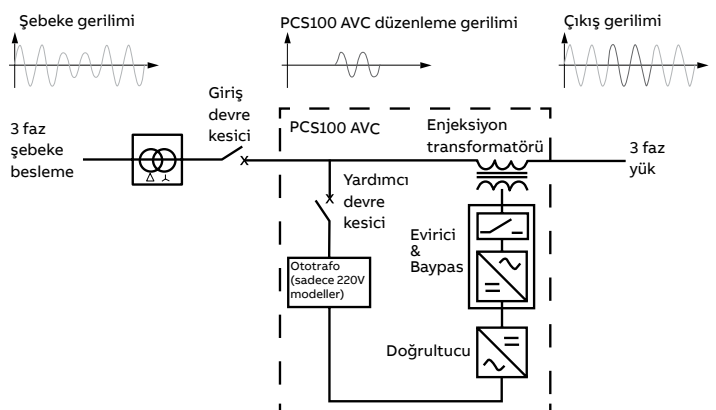 Şebeke gerilimi
PCS100 AVC düzenleme gerilimi
Çıkış gerilimi
3 faz
şebeke
besleme
Giriş
devre
kesici
PCS100 AVC
Enjeksiyon
transformatörü
3 faz
yük
Yardımcı
devre
kesici
Ototrafo
(sadece 220V
modeller)
Evirici
&
Baypas
Doğrultucu